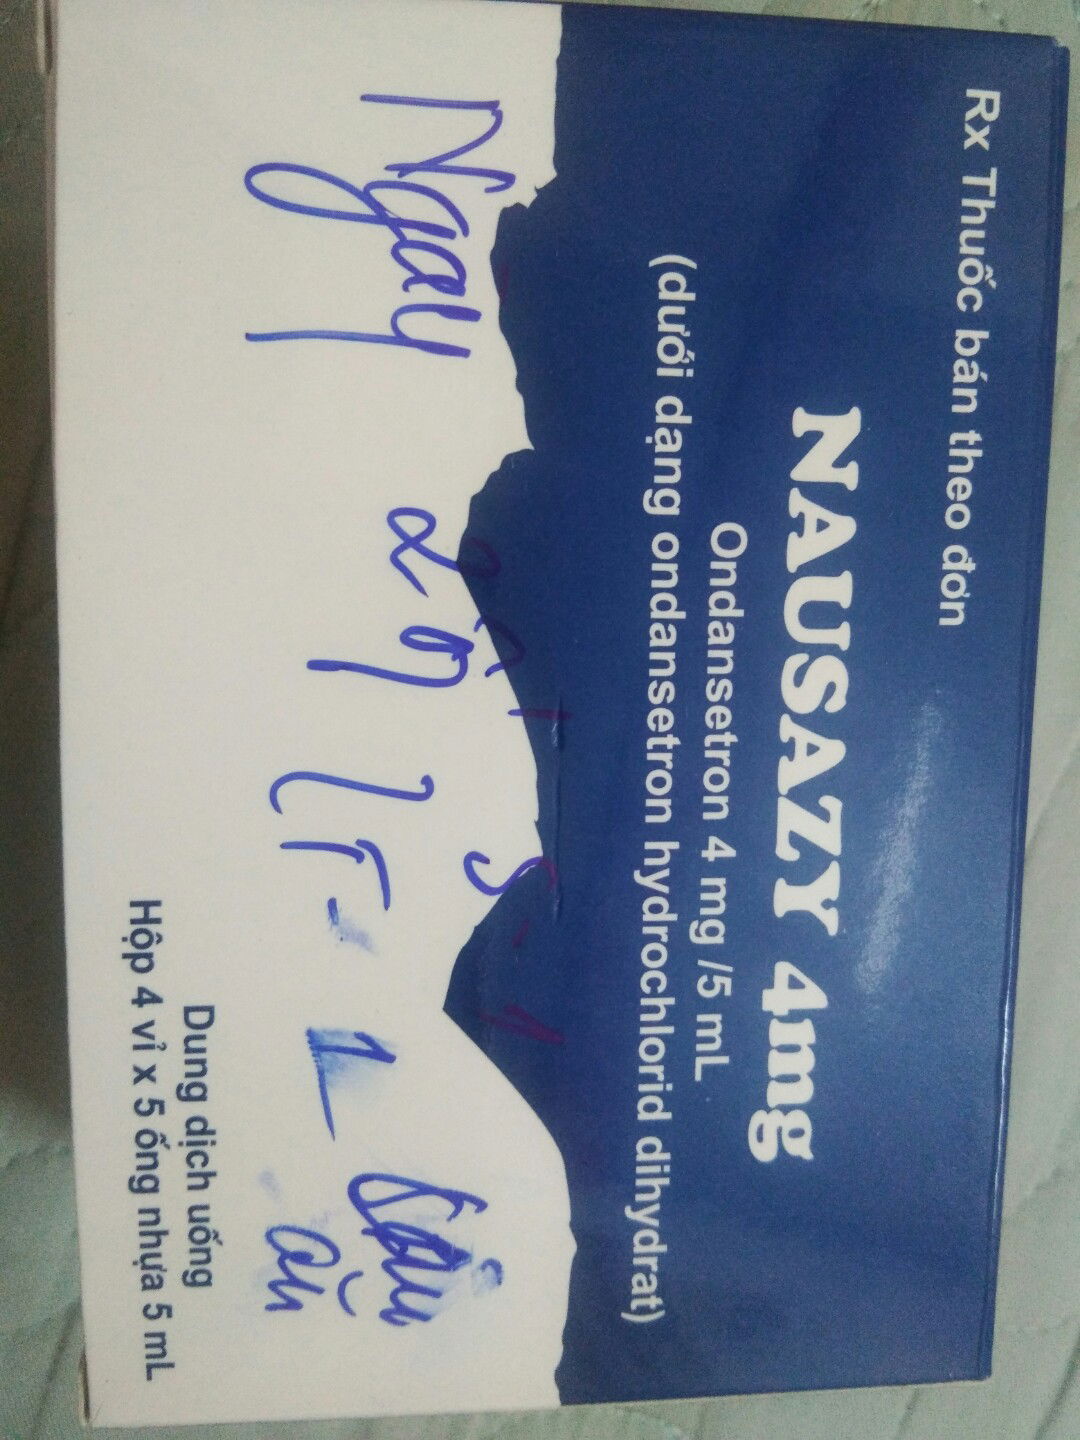 Rx Thuốc bán theo đơn
NAUSAZY 4mg
Ondansetron 4 mg /5 mL
(dưới dạng ondansetron hydrochlorid dihydrat)
Ngay
Dung dịch uống
Hộp 4 vỉ x 5 ống nhựa 5 mL